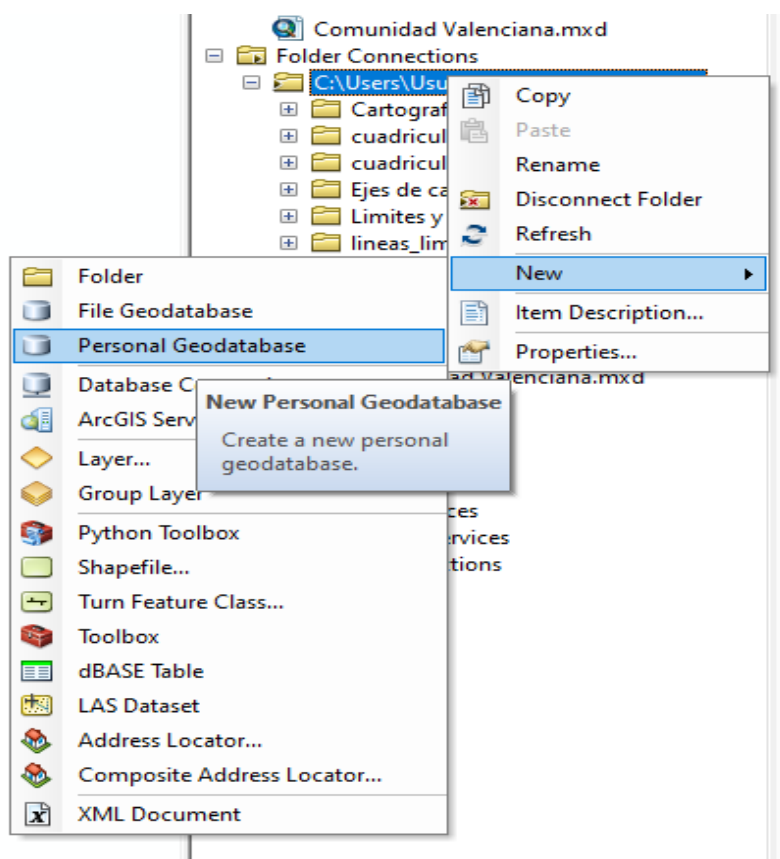 Comunidad Valenciana.mxd
Folder Connections
C:\Users\Usu
Cartograf
cuadricul
cuadricul
Ejes de ca
Limites y
lineas_lim
Copy
Paste
Rename
Disconnect Folder
Refresh
New
Item Description...
Properties...
ad Valenciana.mxd
Folder
File Geodatabase
Personal Geodatabase
Database C
ArcGIS Serv
Layer...
Group Layer
Python Toolbox
Shapefile...
Turn Feature Class...
Toolbox
dBASE Table
LAS Dataset
Address Locator...
Composite Address Locator...
XML Document
New Personal Geodatabase
Create a new personal
geodatabase.
ces
rvices
tions